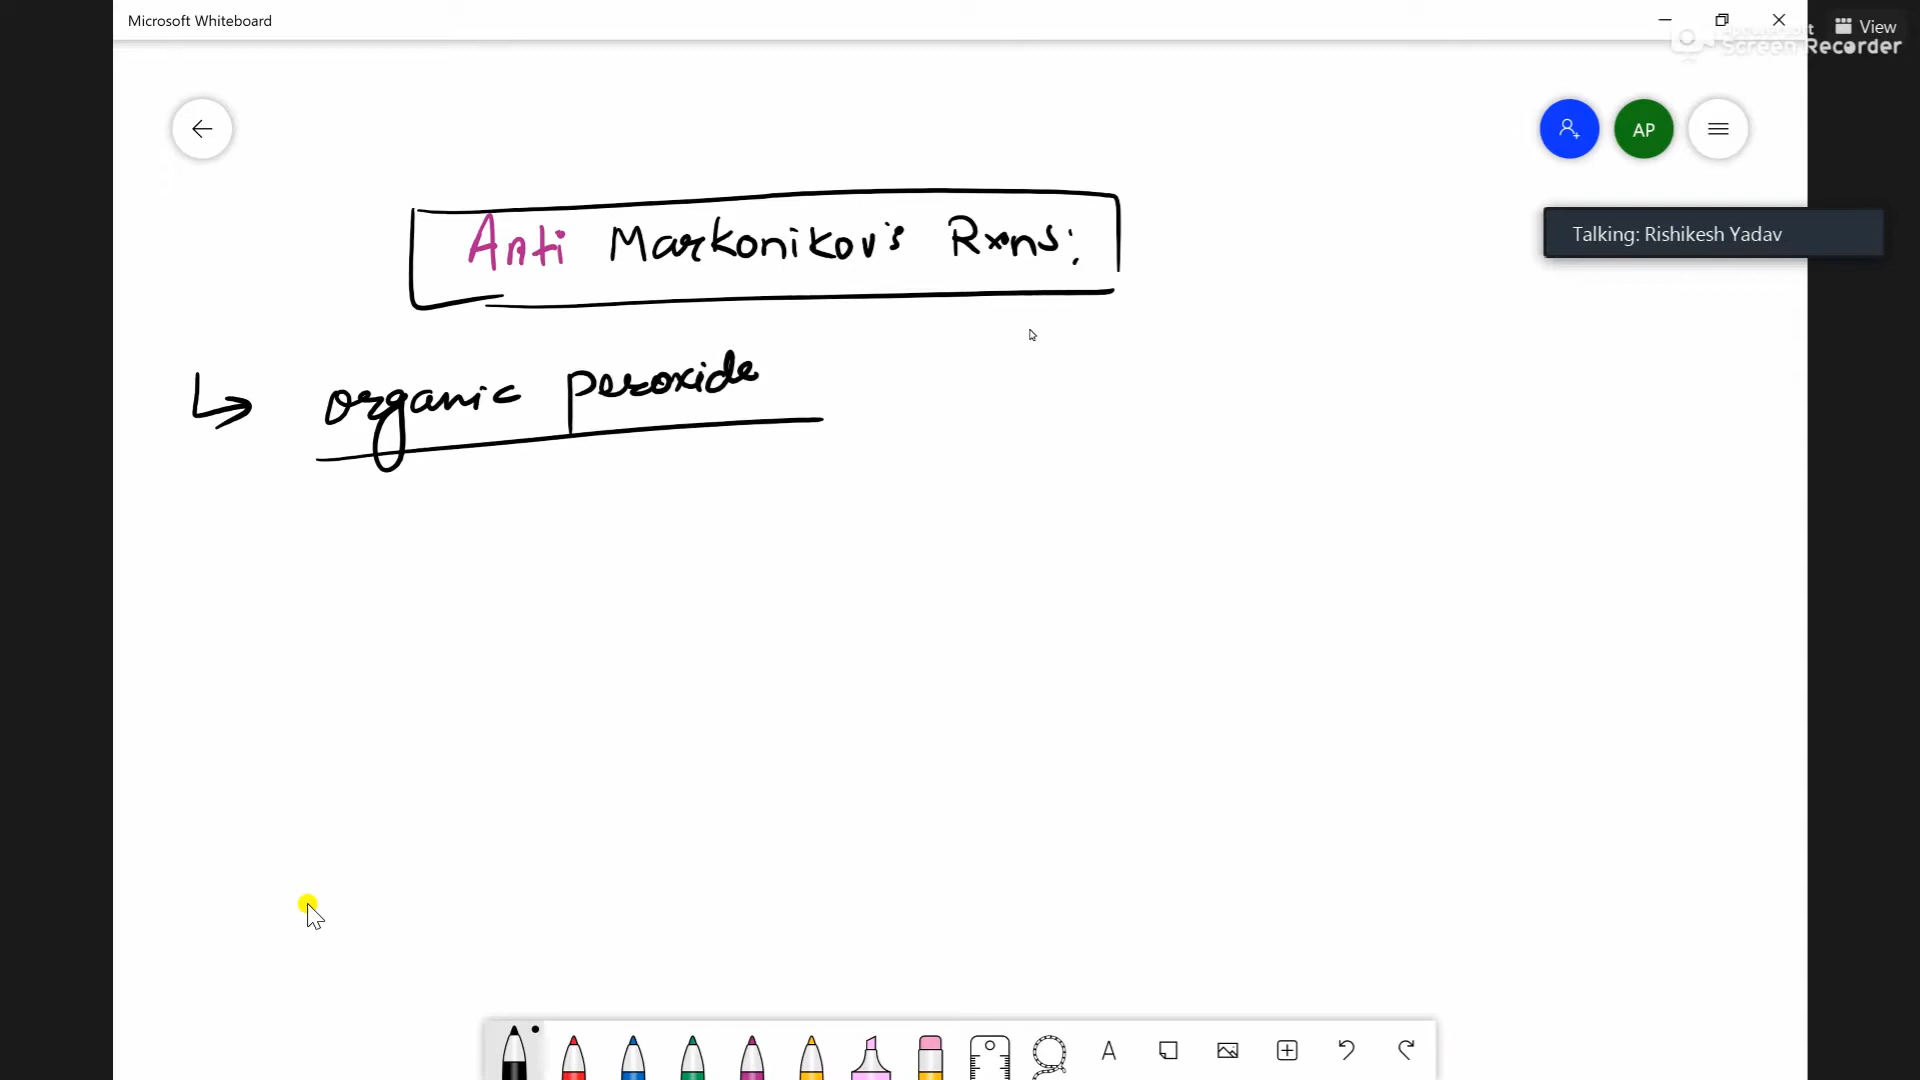 Microsoft Whiteboard
View
Screen Recorder
AP
Talking: Rishikesh Yadav
Anti Markonikov's Rxns:
↳ organic peroxide
A